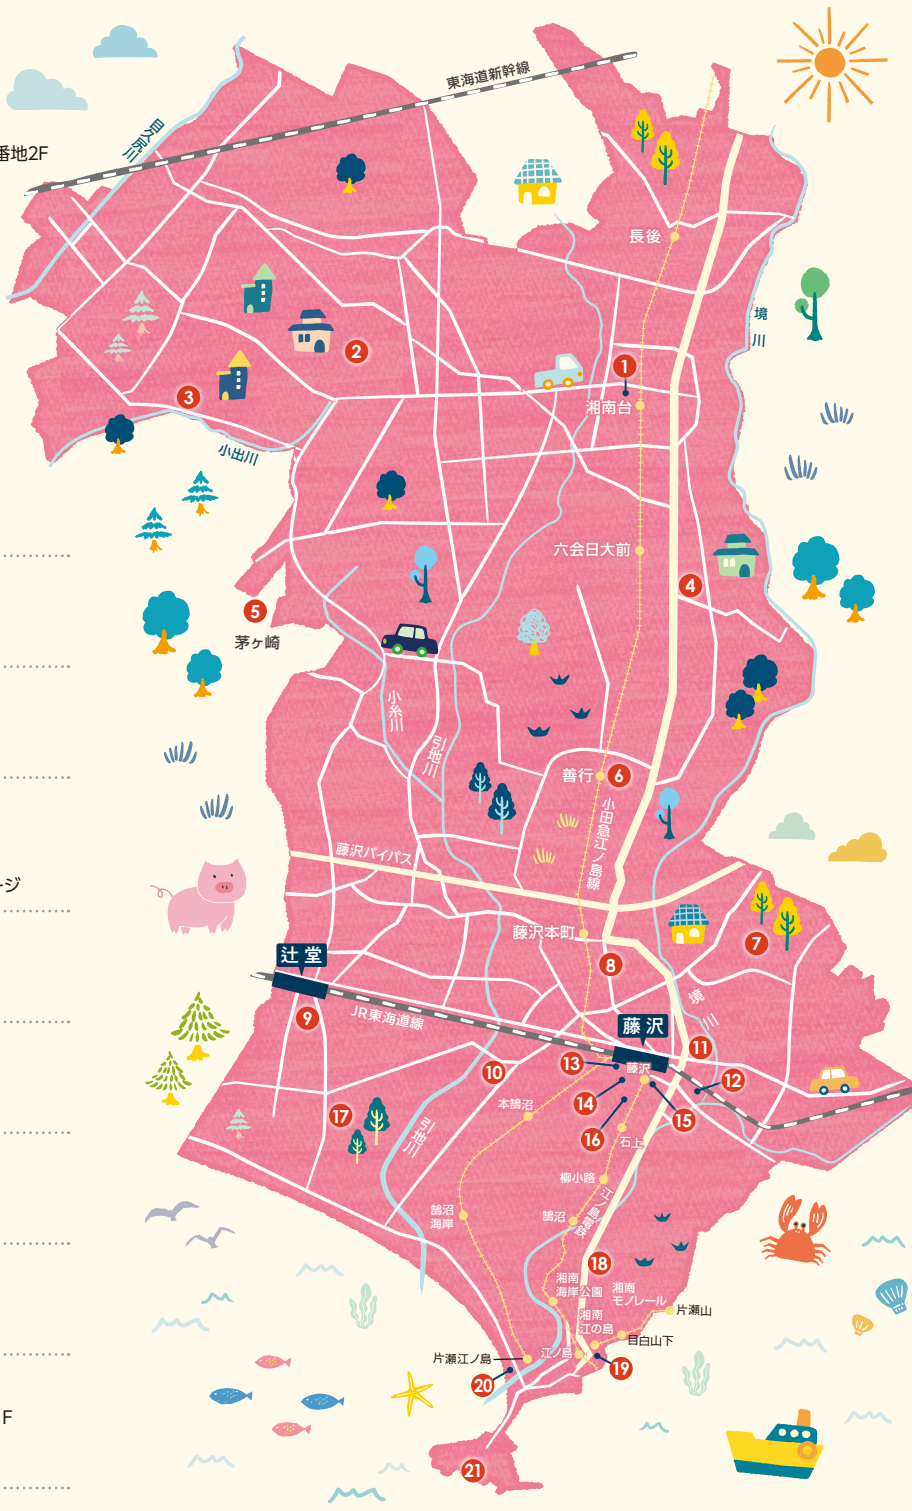 東海道新幹線
目久尻川
番地2F
長後
境川
2
1
3
湘南台
小出川
六会日大前
4
5
茅ヶ崎
小糸川
引地川
善行
6
小田急江ノ島線
藤沢バイパス
ージ
藤沢本町
7
8
辻堂
境川
9
JR東海道線
藤沢
11
13
藤沢
10
12
14
本鵠沼
15
17
16
石上
引地川
柳小路
鵠沼
海岸
鵠沼
江ノ島電鉄
18
湘南
海岸公園
湘南
モノレール
片瀬山
湘南
江の島
目白山下
江ノ島
片瀬江ノ島
19
20
F
21